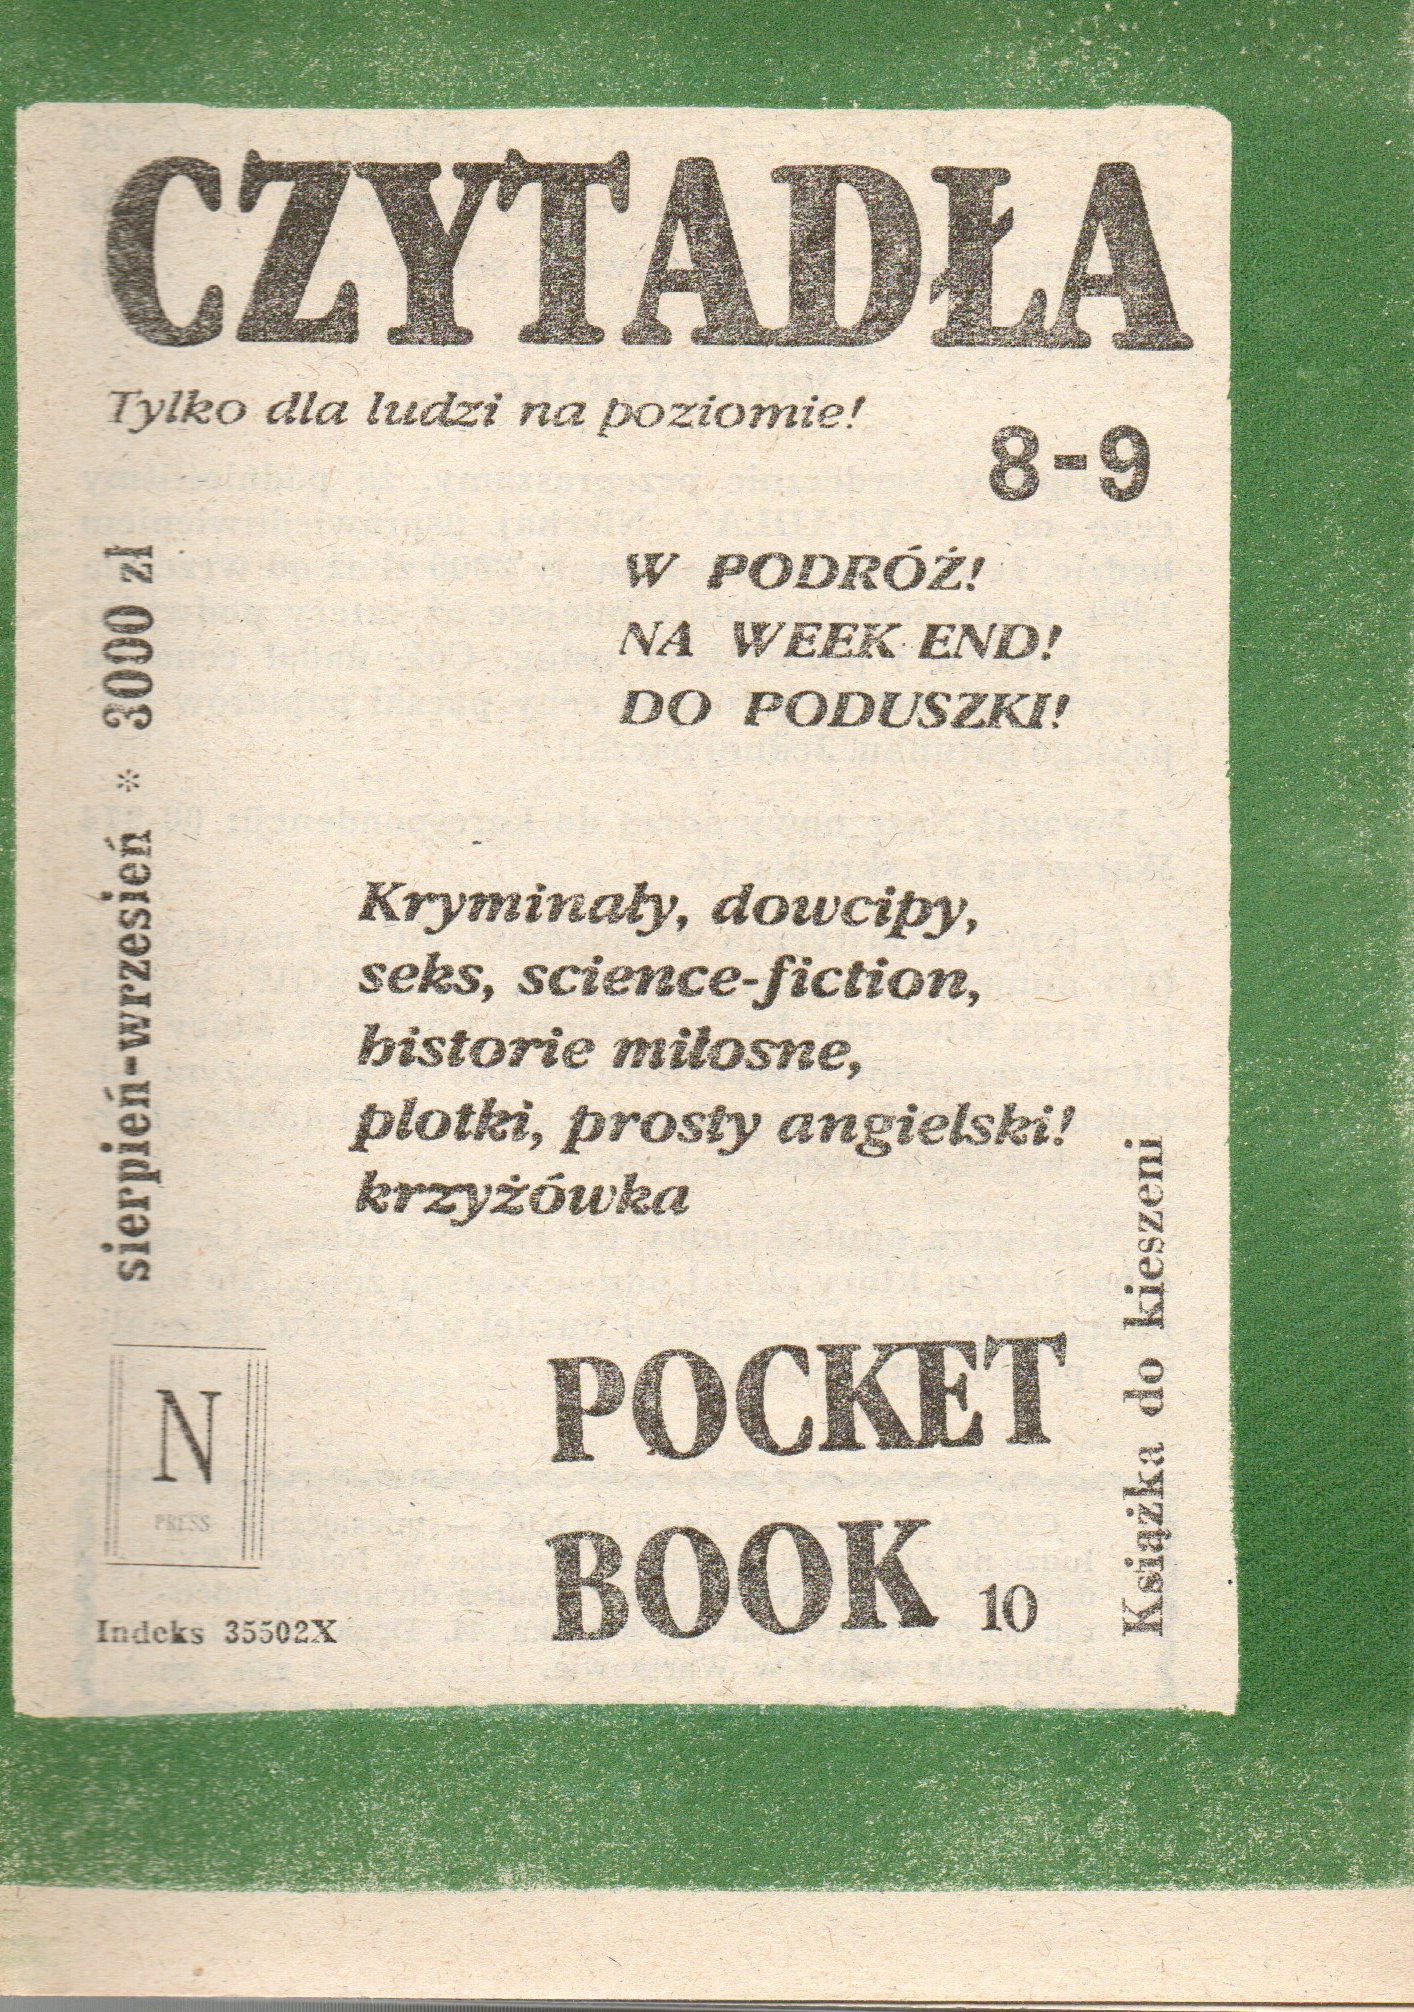 CZYTADŁA
Tylko dla ludzi na poziomie!
8-9
W PODRÓŻ!
NA WEEK END!
DO PODUSZKI!
sierpień-wrzesień * 3000 zł
Kryminały, dowcipy,
seks, science-fiction,
historie miłosne,
plotki, prosty angielski!
krzyżówka
N
PRESS
Indeks 35502X
POCKET
BOOK 10
Książka do kieszeni